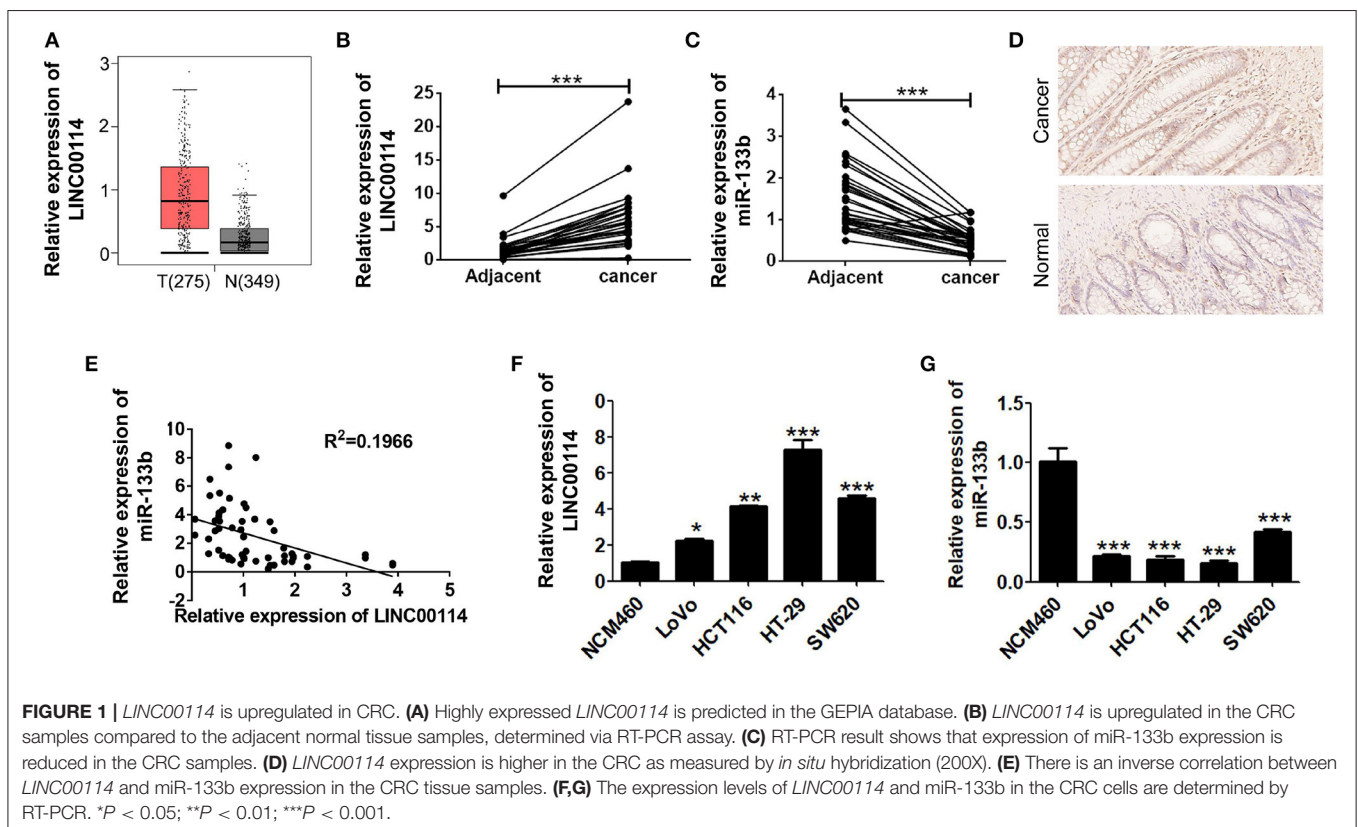 A
Relative expression of
LINC00114
3
2
1
0
T(275) N(349)
B
Relative expression of
LINC00114
25
20
15
10
5
0
***
Adjacent cancer
C
Relative expression of
miR-133b
4
3
2
1
0
***
Adjacent cancer
D
Cancer
Normal
E
Relative expression of
miR-133b
10
8
6
4
2
0
-2
R²=0.1966
1 2 3 4 5
Relative expression of LINC00114
F
Relative expression of
LINC00114
0
8
6
4
2
0
*
**
***
***
NCM460
LoVo
HCT116
HT-29
SW620
G
Relative expression of
miR-133b
1.5
1.0
0.5
0.0
***
***
***
***
NCM460
LoVo
HCT116
HT-29
SW620
FIGURE 1 | LINC00114 is upregulated in CRC. (A) Highly expressed LINC00114 is predicted in the GEPIA database. (B) LINC00114 is upregulated in the CRC
samples compared to the adjacent normal tissue samples, determined via RT-PCR assay. (C) RT-PCR result shows that expression of miR-133b expression is
reduced in the CRC samples. (D) LINC00114 expression is higher in the CRC as measured by in situ hybridization (200X). (E) There is an inverse correlation between
LINC00114 and miR-133b expression in the CRC tissue samples. (F,G) The expression levels of LINC00114 and miR-133b in the CRC cells are determined by
RT-PCR. *P < 0.05; **P < 0.01; ***P < 0.001.